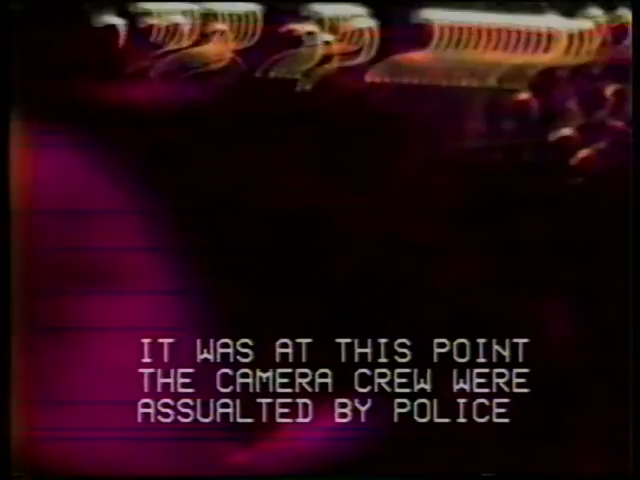 IT WAS AT THIS POINT
THE CAMERA CREW WERE
ASSUALTED BY POLICE